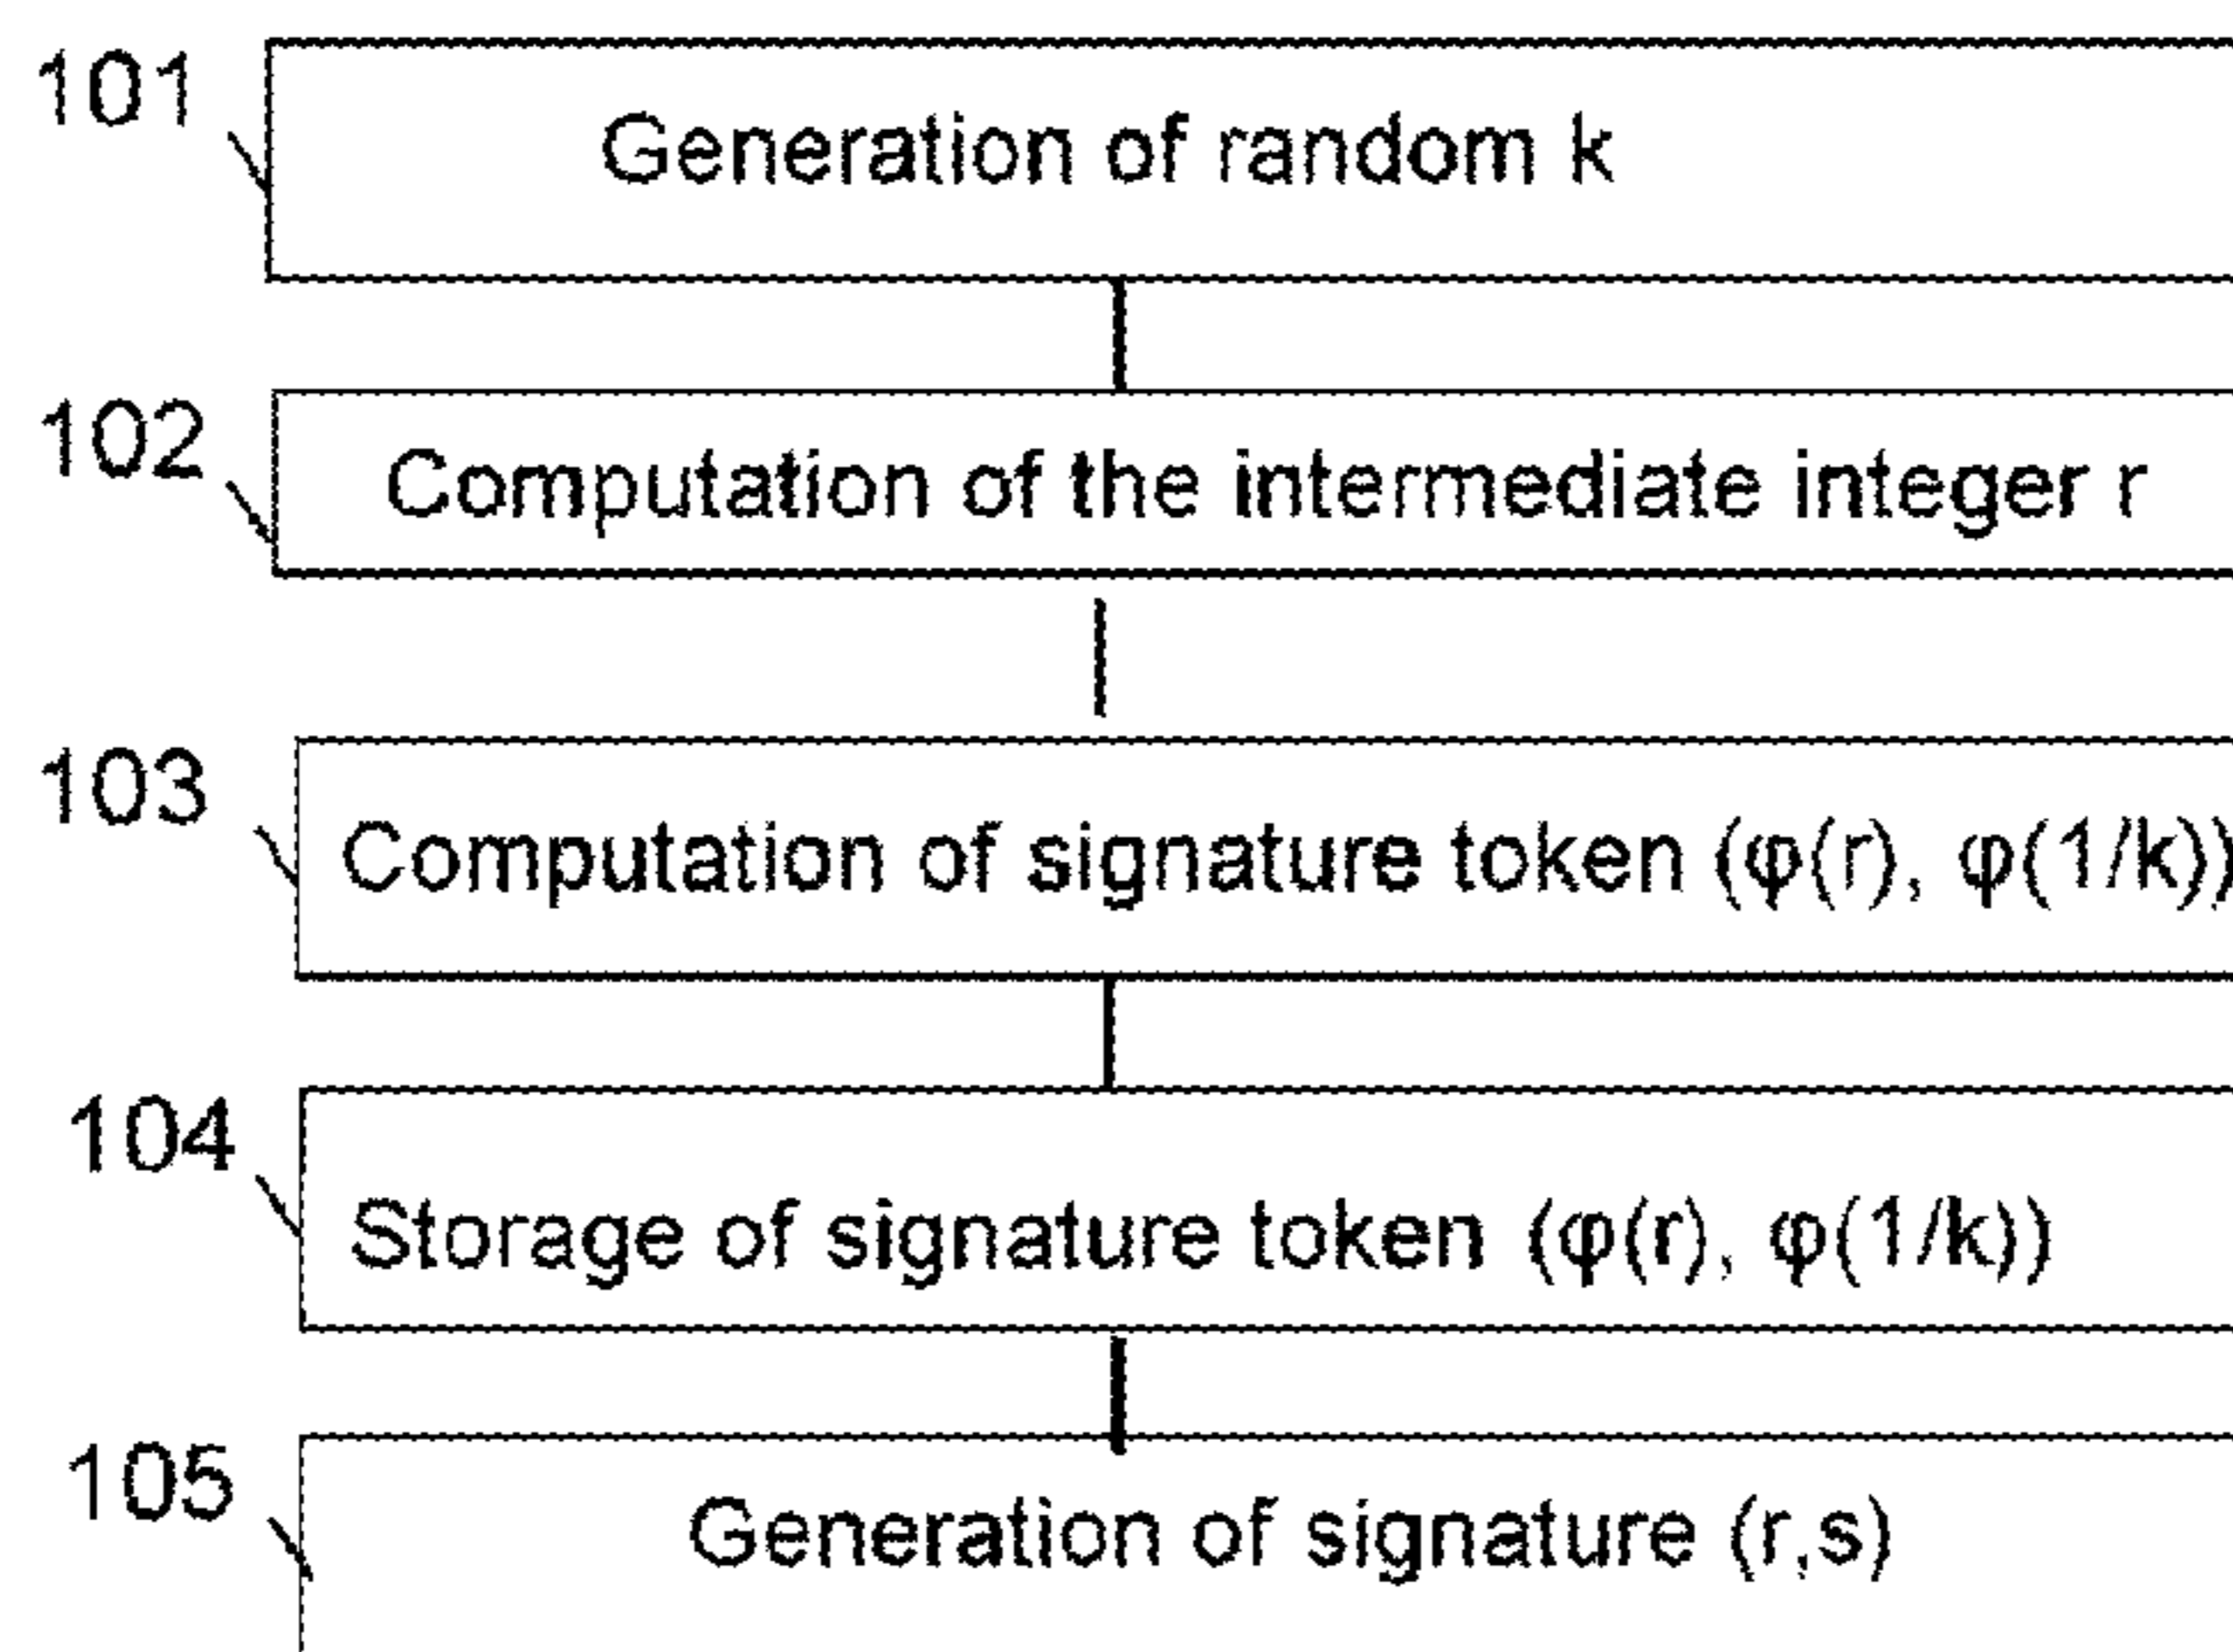 101
Generation of random k
102
Computation of the intermediate integer r
103
Computation of signature token (φ(r), φ(1/k))
104
Storage of signature token (φ(r), φ(1/k))
105
Generation of signature (r,s)